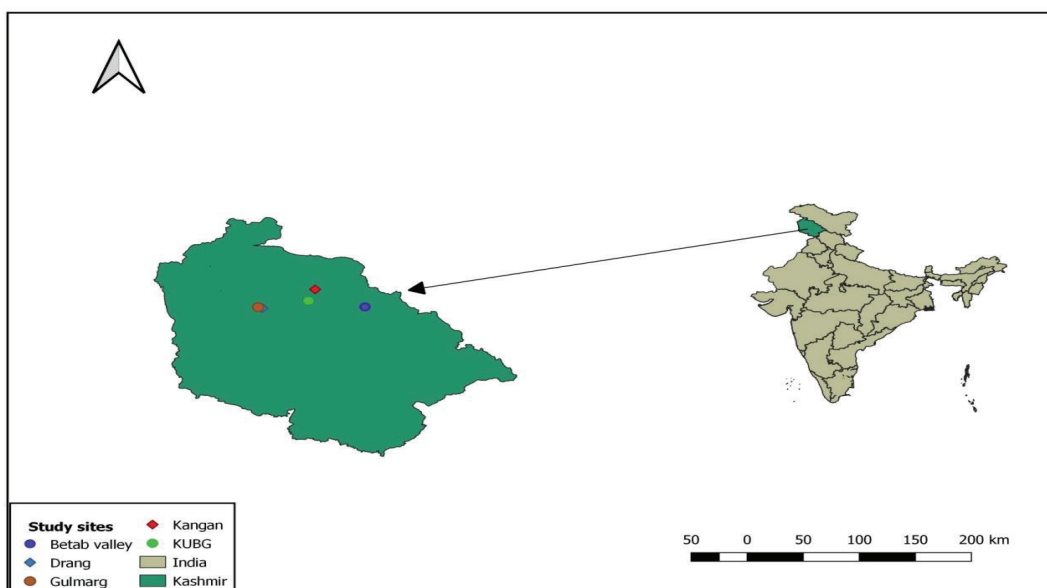 Study sites
Betab valley
Drang
Gulmarg
Kangan
KUBG
India
Kashmir
50 0 50 100 150 200 km